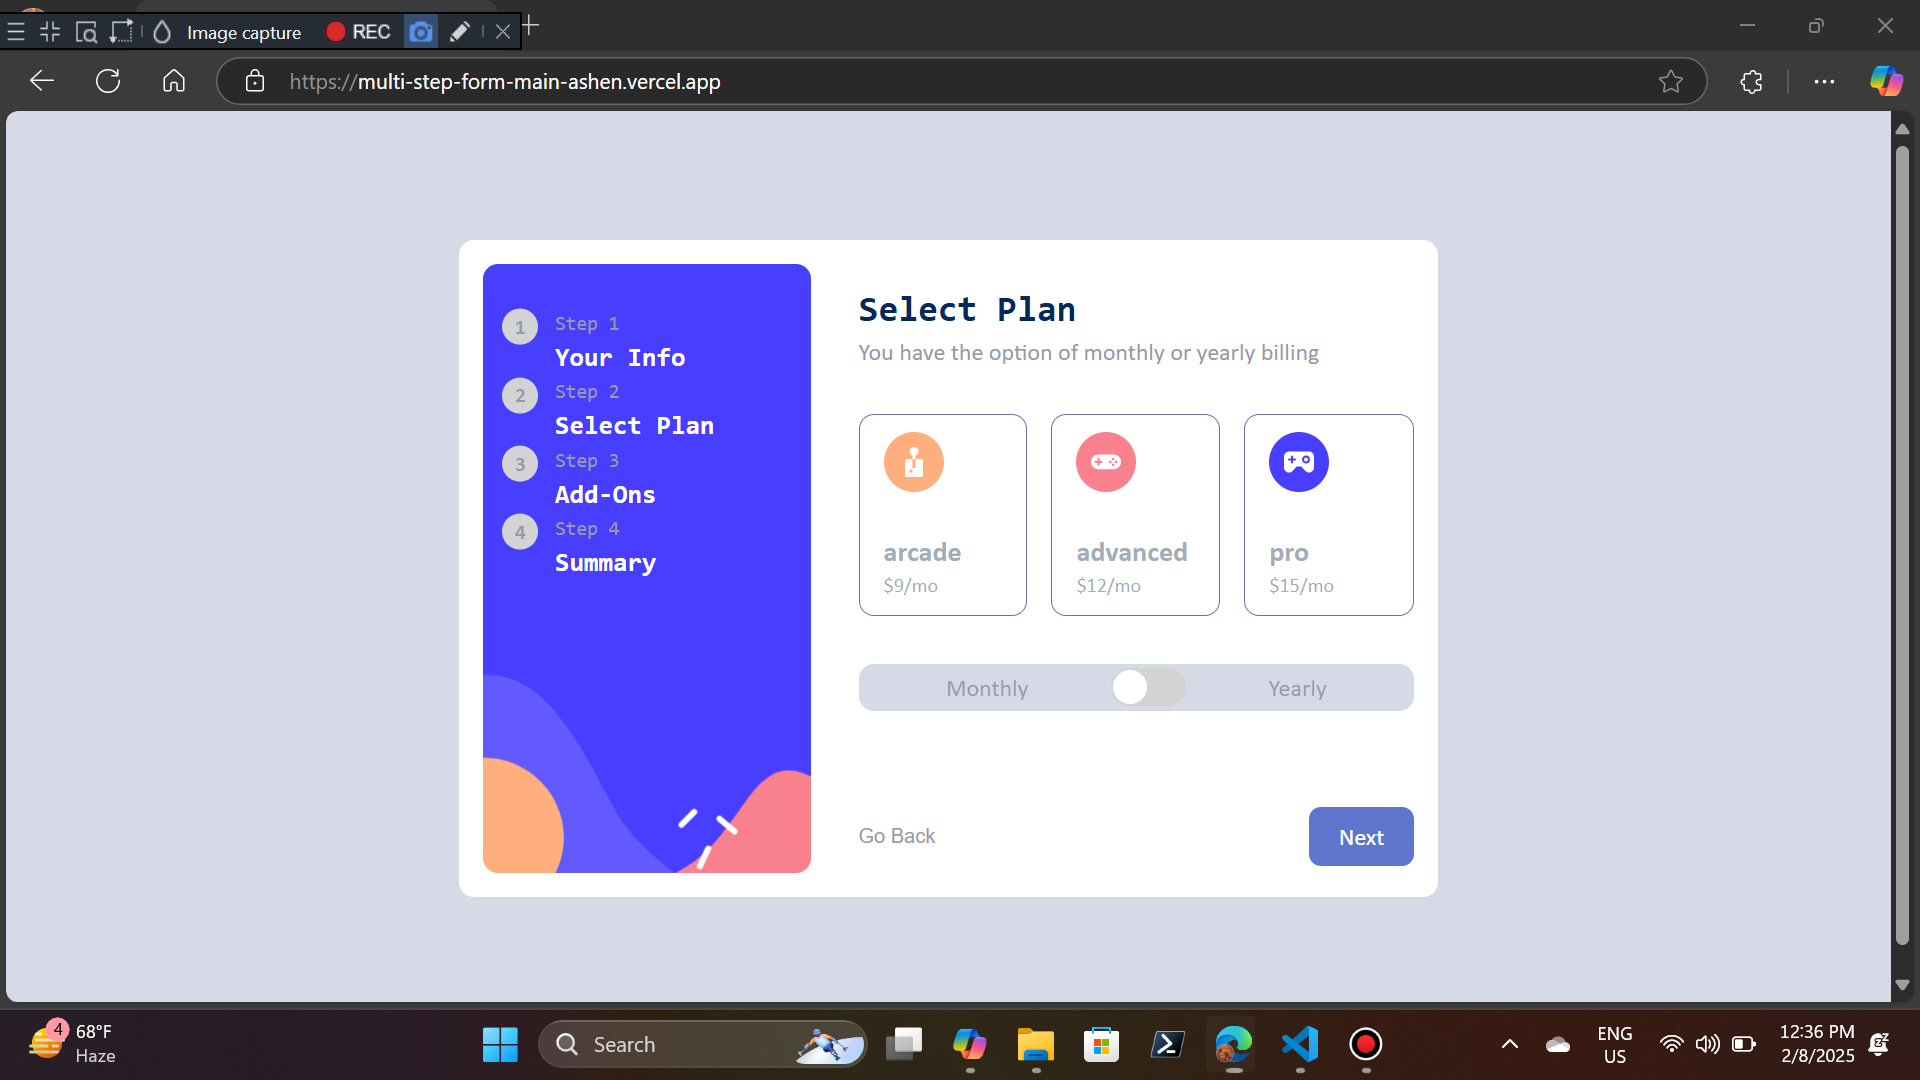 Image capture
REC
https://multi-step-form-main-ashen.vercel.app
1
Step 1
Your Info
2
Step 2
Select Plan
3
Step 3
Add-Ons
4
Step 4
Summary
Select Plan
You have the option of monthly or yearly billing
arcade
$9/mo
advanced
$12/mo
pro
$15/mo
Monthly
Yearly
Go Back
Next
4
68°F
Haze
Search
ENG
US
12:36 PM
2/8/2025